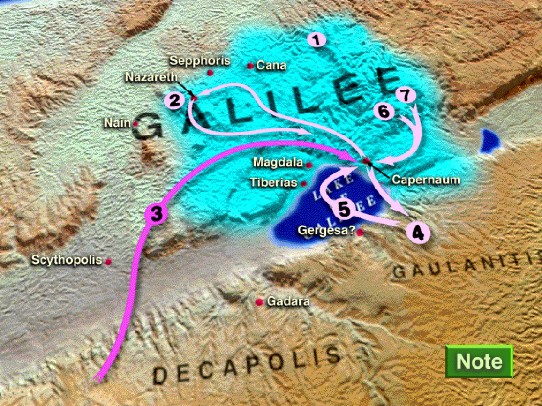 1
Sepphoris
Cana
Nazareth
2
7
6
GALILEE
Nain
Magdala
Capernaum
Tiberias
LAKE
GALILEE
3
5
4
Gergesa?
Scythopolis
GAULANITI
Gadara
DECAPOLIS
Note